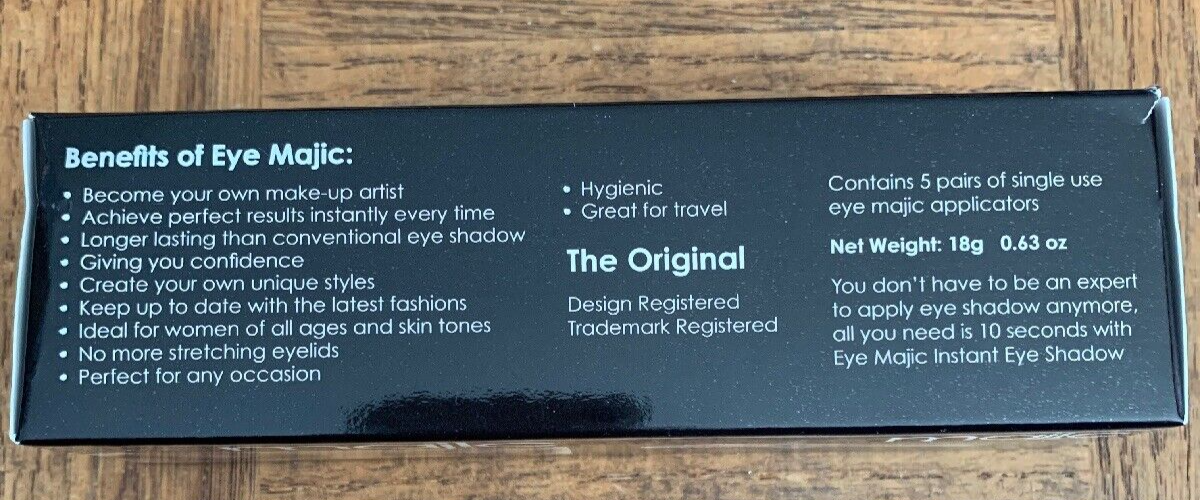 Benefits of Eye Majic:
• Become your own make-up artist
• Achieve perfect results instantly every time
• Longer lasting than conventional eye shadow
• Giving you confidence
• Create your own unique styles
• Keep up to date with the latest fashions
• Ideal for women of all ages and skin tones
• No more stretching eyelids
• Perfect for any occasion
• Hygienic
• Great for travel
The Original
Design Registered
Trademark Registered
Contains 5 pairs of single use
eye majic applicators
Net Weight: 18g 0.63 oz
You don't have to be an expert
to apply eye shadow anymore,
all you need is 10 seconds with
Eye Majic Instant Eye Shadow